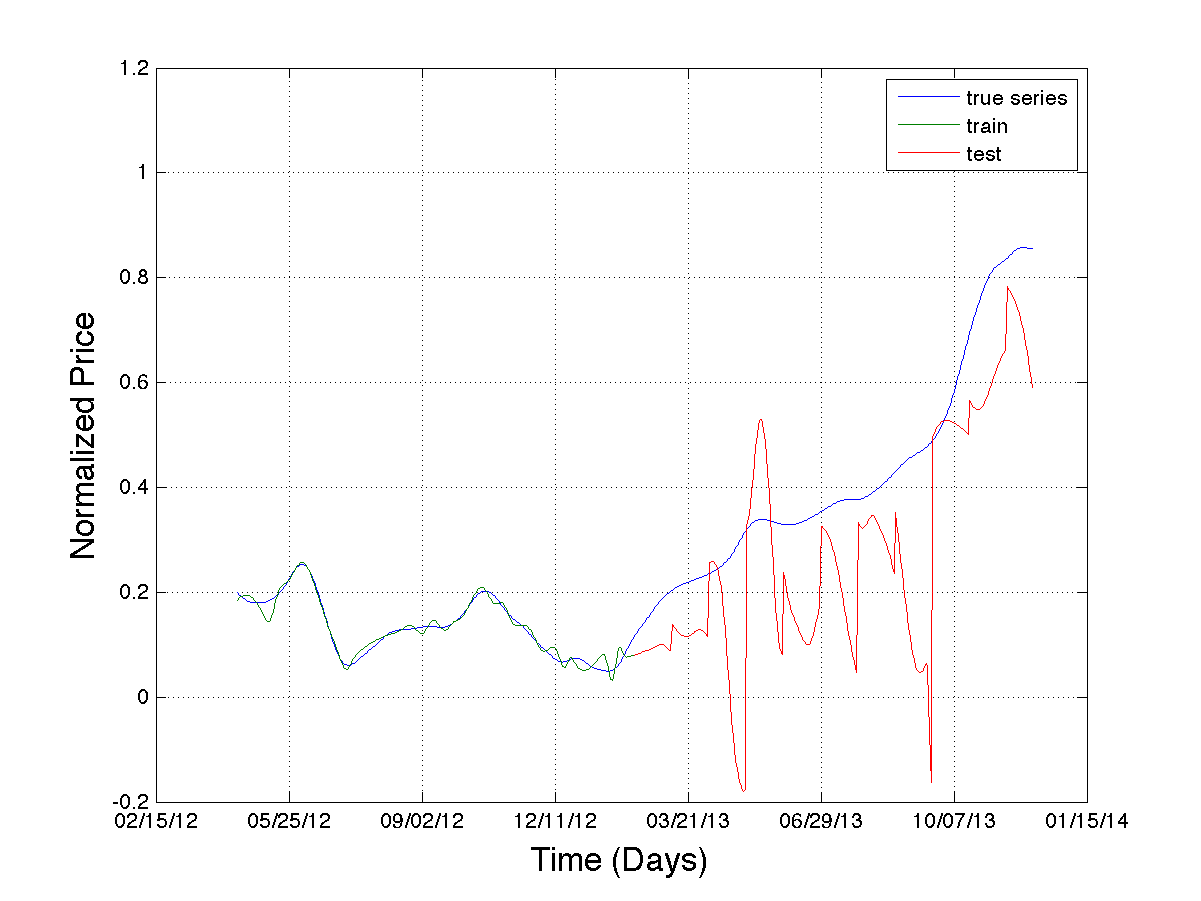 1.2
1
0.8
0.6
0.4
0.2
0
-0.2
Normalized Price
true series
train
test
02/15/12 05/25/12 09/02/12 12/11/12 03/21/13 06/29/13 10/07/13 01/15/14
Time (Days)